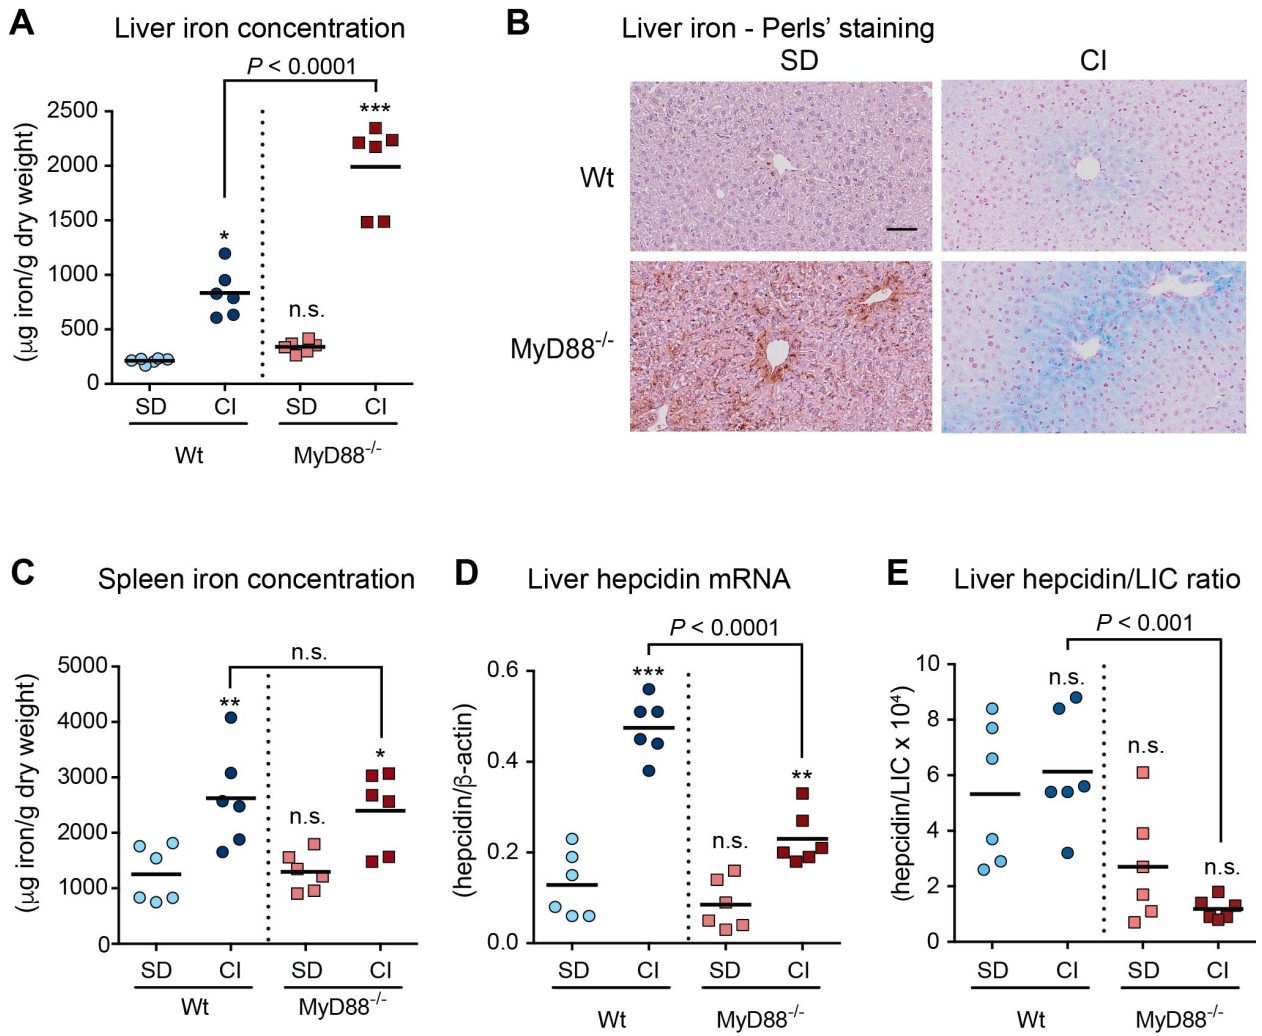 A
Liver iron concentration
P < 0.0001
(µg iron/g dry weight)
2500
2000
1500
1000
500
0
*
n.s.
***
SD CI SD CI
Wt MyD88-/-
B
Liver iron - Perls’ staining
SD CI
Wt
MyD88-/-
C
Spleen iron concentration
n.s.
(µg iron/g dry weight)
5000
4000
3000
2000
1000
0
**
n.s.
*
SD CI SD CI
Wt MyD88-/-
D
Liver hepcidin mRNA
P < 0.0001
(hepcidin/β-actin)
0.6
0.4
0.2
0.0
***
n.s.
**
SD CI SD CI
Wt MyD88-/-
E
Liver hepcidin/LIC ratio
P < 0.001
(hepcidin/LIC x 10⁴)
10
8
6
4
2
0
n.s.
n.s.
n.s.
SD CI SD CI
Wt MyD88-/-